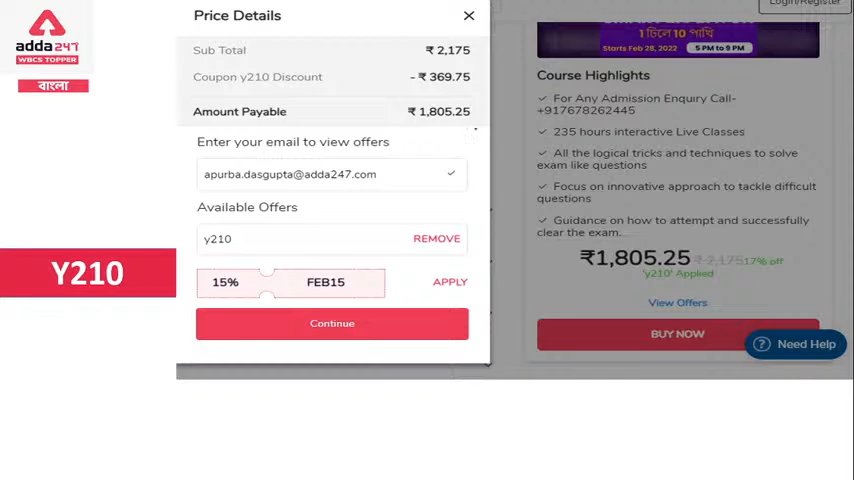 adda247
WBCS TOPPER
বাংলা
Y210
Price Details
Sub Total ₹ 2,175
Coupon y210 Discount - ₹ 369.75
Amount Payable ₹ 1,805.25
Enter your email to view offers
apurba.dasgupta@adda247.com
Available Offers
y210 REMOVE
15% FEB15 APPLY
Continue
Login/Register
1 ঢিলে 10 পাখি
Starts Feb 28, 2022 5 PM to 9 PM
Course Highlights
For Any Admission Enquiry Call-
+917678262445
235 hours interactive Live Classes
All the logical tricks and techniques to solve
exam like questions
Focus on innovative approach to tackle difficult
questions
Guidance on how to attempt and successfully
clear the exam.
₹1,805.25 ₹ 2,175 17% off
'y210' Applied
View Offers
BUY NOW
Need Help